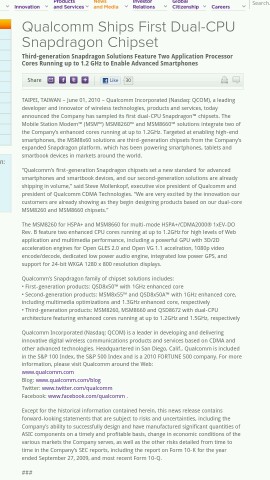 Innovation
Products and Services
News and Media
Investor Relations
Global Citizenship
Careers
Search
Qualcomm Ships First Dual-CPU
Snapdragon Chipset
Third-generation Snapdragon Solutions Feature Two Application Processor
Cores Running up to 1.2 GHz to Enable Advanced Smartphones
Share
Like
TAIPEI, TAIWAN – June 01, 2010 – Qualcomm Incorporated (Nasdaq: QCOM), a leading
developer and innovator of wireless technologies, products and services, today
announced the Company has sampled its first dual-CPU Snapdragon™ chipsets. The
Mobile Station Modem™ (MSM™) MSM8260™ and MSM8660™ solutions integrate two of
the Company's enhanced cores running at up to 1.2GHz. Targeted at enabling high-end
smartphones, the MSM8x60 solutions are third-generation chipsets from the Company's
expanded Snapdragon platform, which has been powering smartphones, tablets and
smartbook devices in markets around the world.
"Qualcomm's first-generation Snapdragon chipsets set a new standard for advanced
smartphones and smartbook devices, and our second-generation solutions are already
shipping in volume," said Steve Mollenkopf, executive vice president of Qualcomm and
president of Qualcomm CDMA Technologies. "We are very excited by the innovation our
customers are already showing as they begin designing products based on our dual-core
MSM8260 and MSM8660 chipsets."
The MSM8260 for HSPA+ and MSM8660 for multi-mode HSPA+/CDMA2000® 1xEV-DO
Rev. B feature two enhanced CPU cores running at up to 1.2GHz for high levels of Web
application and multimedia performance, including a powerful GPU with 3D/2D
acceleration engines for Open GLES 2.0 and Open VG 1.1 acceleration, 1080p video
encode/decode, dedicated low power audio engine, integrated low power GPS, and
support for 24-bit WXGA 1280 x 800 resolution displays.
Qualcomm's Snapdragon family of chipset solutions includes:
• First-generation products: QSD8x50™ with 1GHz enhanced core
• Second-generation products: MSM8x55™ and QSD8x50A™ with 1GHz enhanced core,
including multimedia optimizations and 1.3GHz enhanced core, respectively
• Third-generation products: MSM8260, MSM8660 and QSD8672 with dual-CPU
architecture featuring enhanced cores running at up to 1.2GHz and 1.5GHz, respectively
Qualcomm Incorporated (Nasdaq: QCOM) is a leader in developing and delivering
innovative digital wireless communications products and services based on CDMA and
other advanced technologies. Headquartered in San Diego, Calif., Qualcomm is included
in the S&P 100 Index, the S&P 500 Index and is a 2010 FORTUNE 500 company. For more
information, please visit Qualcomm around the Web:
www.qualcomm.com
Blog: www.qualcomm.com/blog
Twitter: www.twitter.com/qualcomm
Facebook: www.facebook.com/qualcomm .
Except for the historical information contained herein, this news release contains
forward-looking statements that are subject to risks and uncertainties, including the
Company's ability to successfully design and have manufactured significant quantities of
ASIC components on a timely and profitable basis, change in economic conditions of the
various markets the Company serves, as well as the other risks detailed from time to
time in the Company's SEC reports, including the report on Form 10-K for the year
ended September 27, 2009, and most recent Form 10-Q.
###